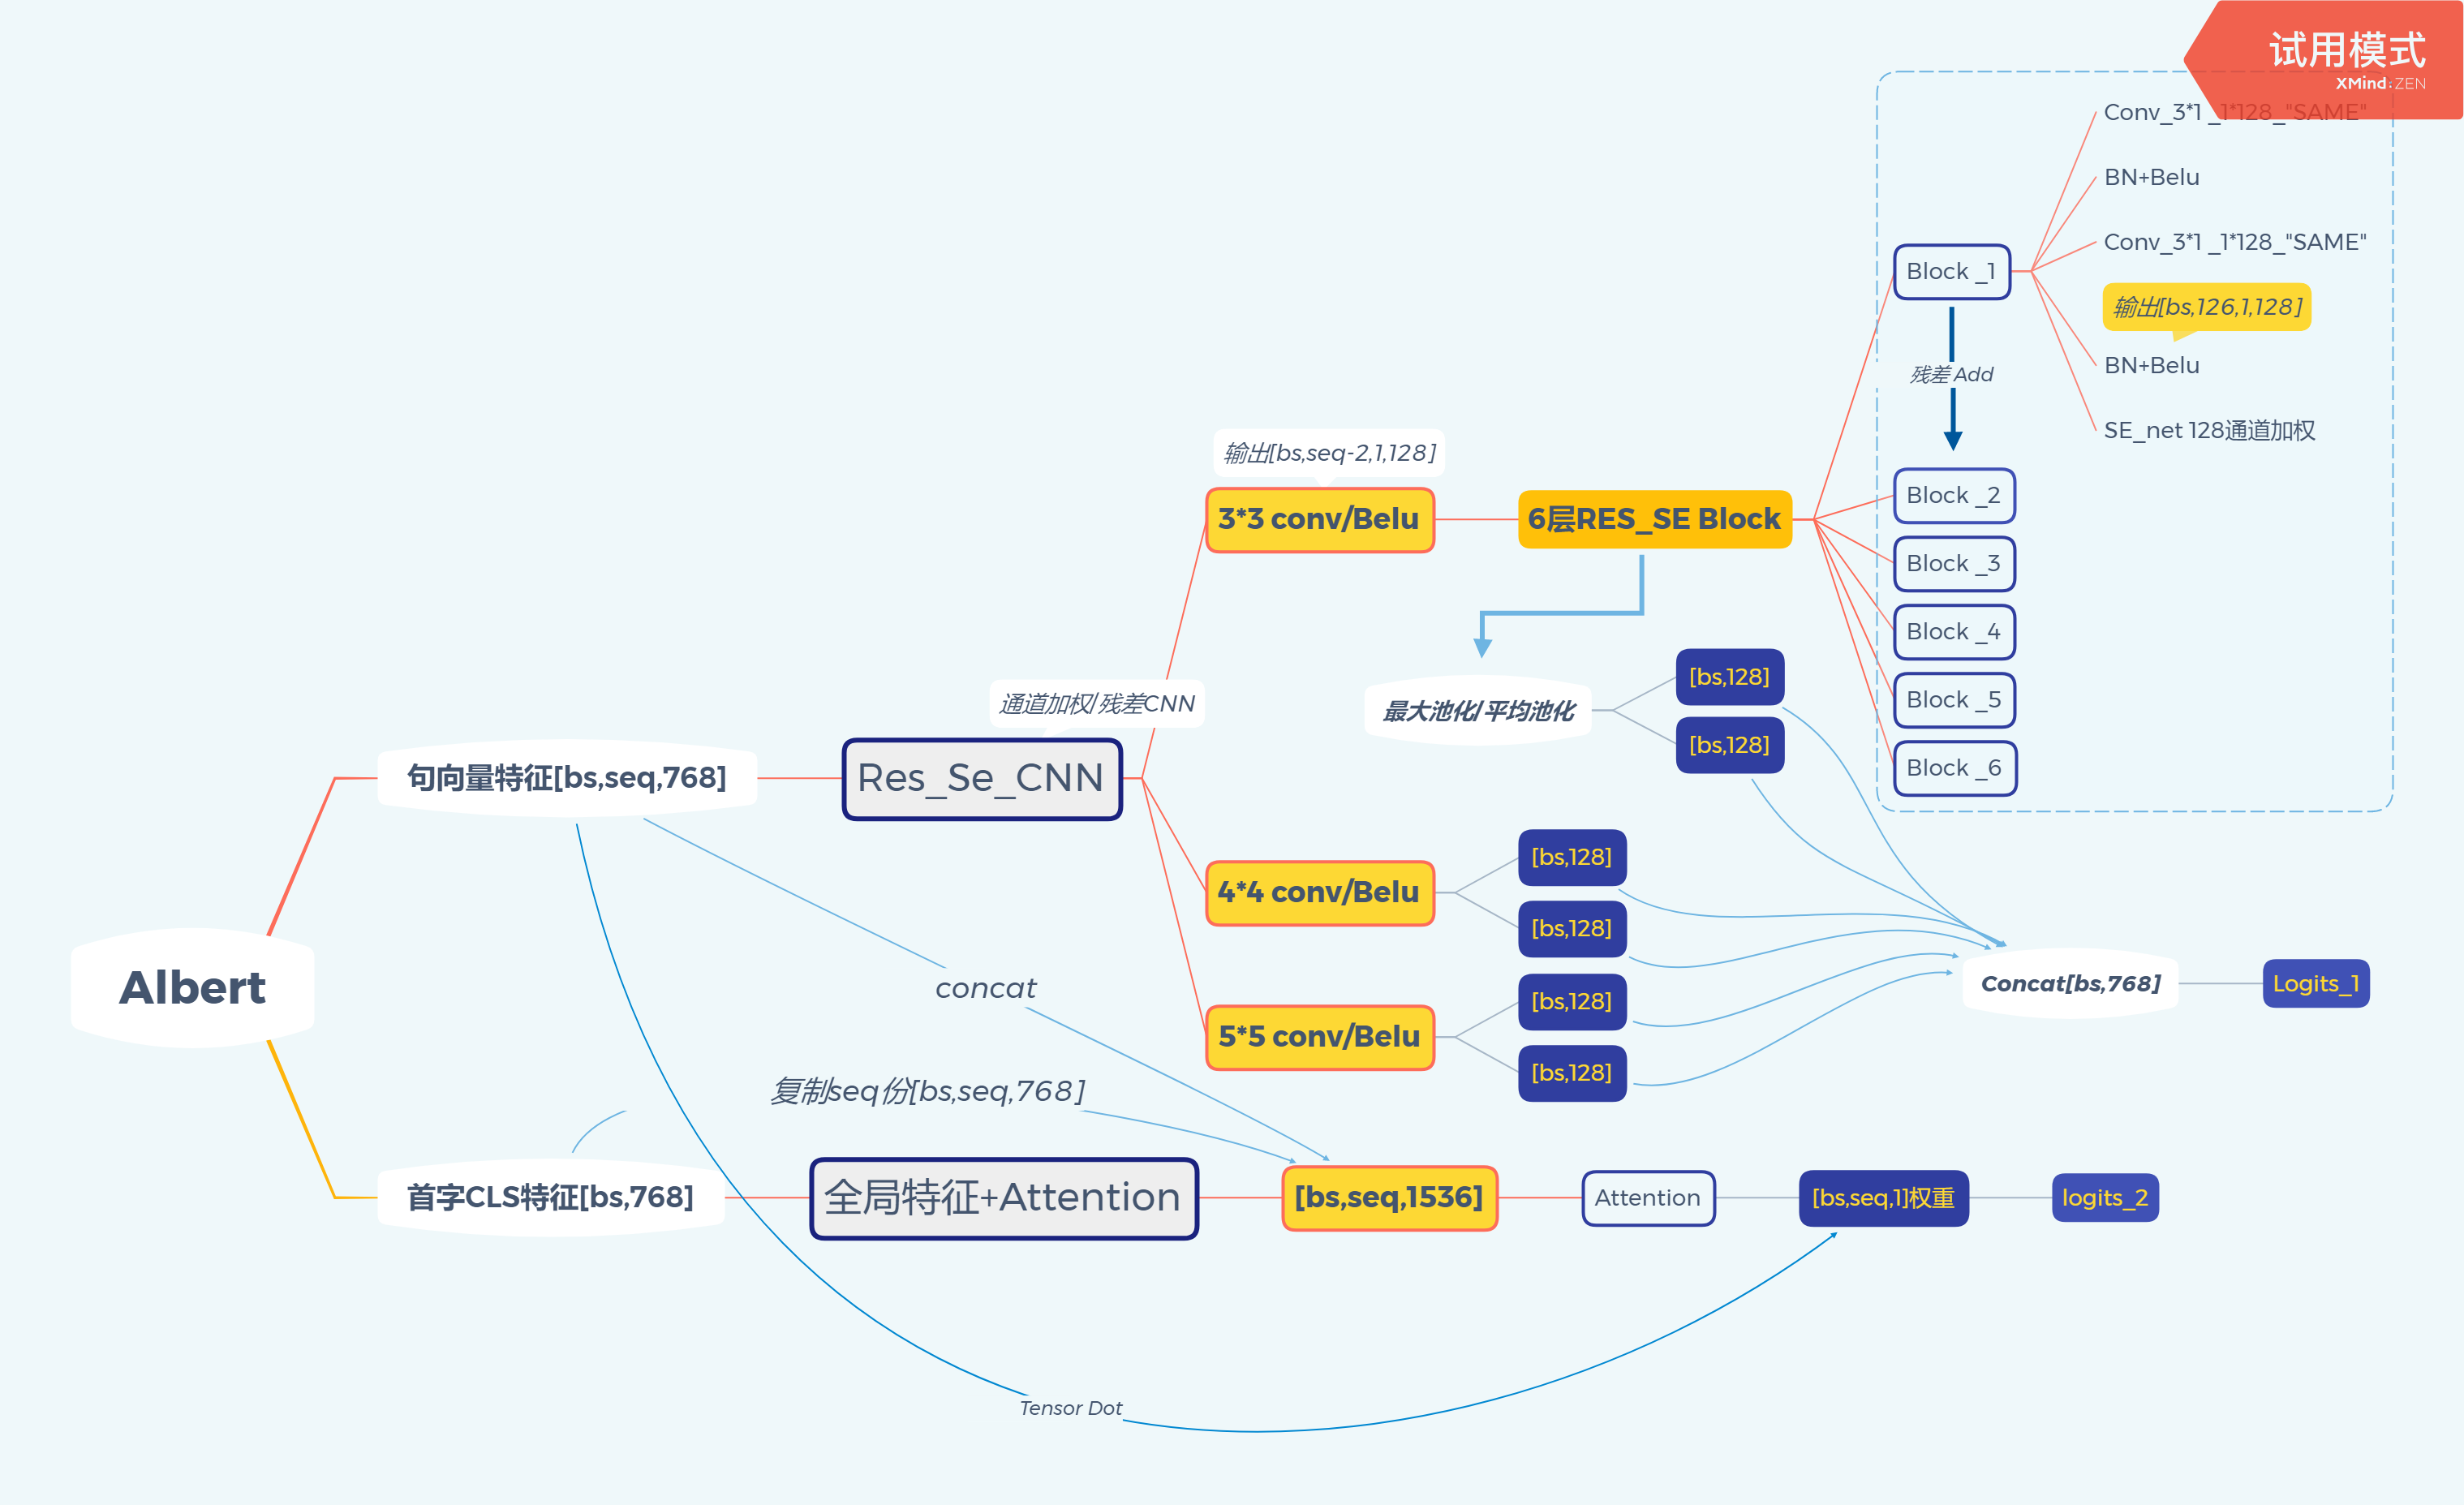 试用模式
XMind:ZEN
Conv_3*1 _1*128_"SAME"
BN+Belu
Conv_3*1 _1*128_"SAME"
Block _1
输出[bs,126,1,128]
BN+Belu
残差 Add
SE_net 128通道加权
输出[bs,seq-2,1,128]
3*3 conv/Belu
6层RES_SE Block
Block _2
Block _3
Block _4
Block _5
Block _6
最大池化/平均池化
[bs,128]
[bs,128]
通道加权/残差CNN
句向量特征[bs,seq,768]
Res_Se_CNN
4*4 conv/Belu
[bs,128]
[bs,128]
Albert
concat
5*5 conv/Belu
[bs,128]
[bs,128]
Concat[bs,768]
Logits_1
复制seq份[bs,seq,768]
首字CLS特征[bs,768]
全局特征+Attention
[bs,seq,1536]
Attention
[bs,seq,1]权重
logits_2
Tensor Dot